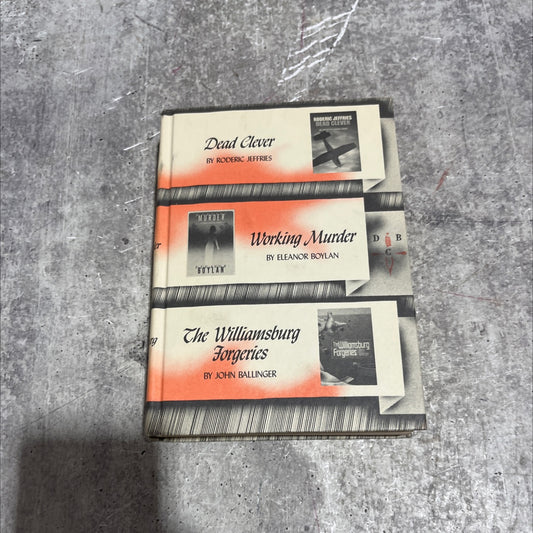 Dead Clever
BY RODERIC JEFFRIES
RODERIC JEFFRIES
DEAD CLEVER
MURDER
BOYLAN
Working Murder
BY ELEANOR BOYLAN
D B
C
The Williamsburg
Forgeries
BY JOHN BALLINGER
The Williamsburg
Forgeries